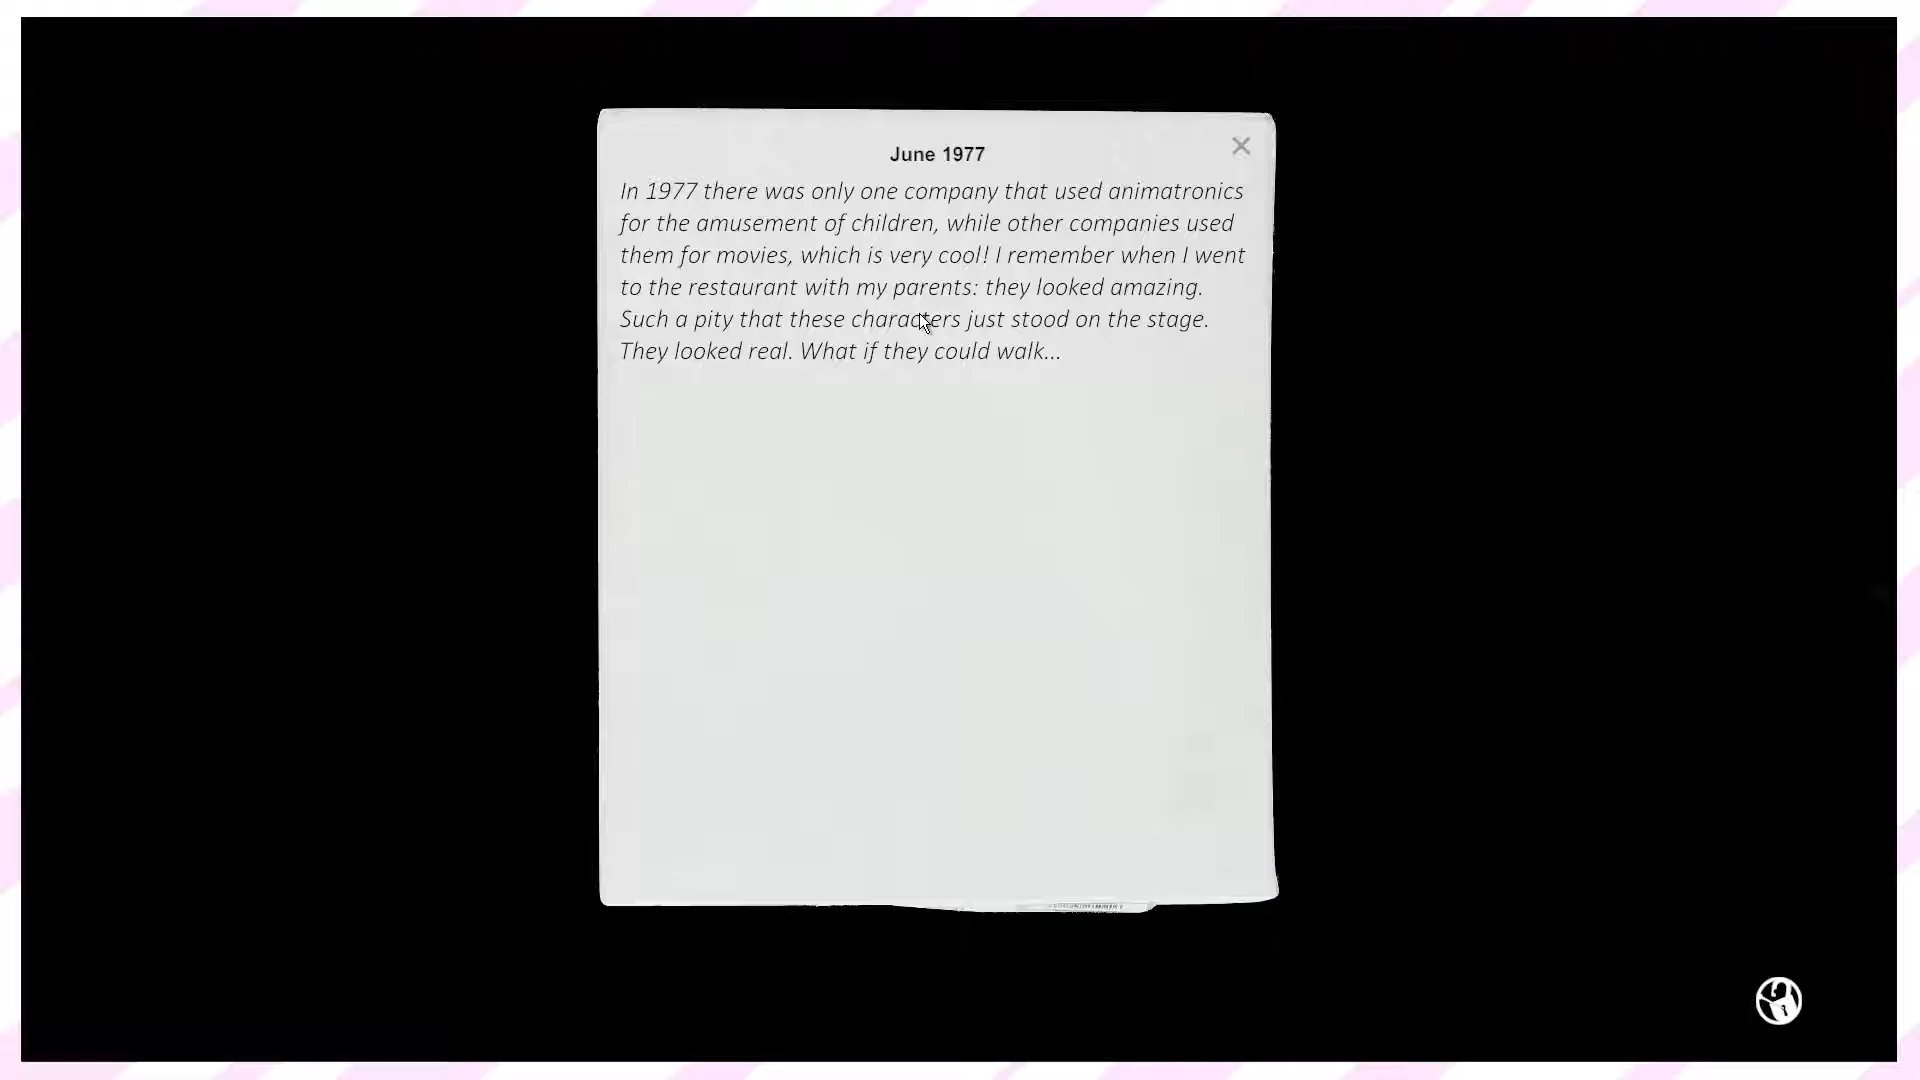 June 1977
In 1977 there was only one company that used animatronics
for the amusement of children, while other companies used
them for movies, which is very cool! I remember when I went
to the restaurant with my parents: they looked amazing.
Such a pity that these characters just stood on the stage.
They looked real. What if they could walk...